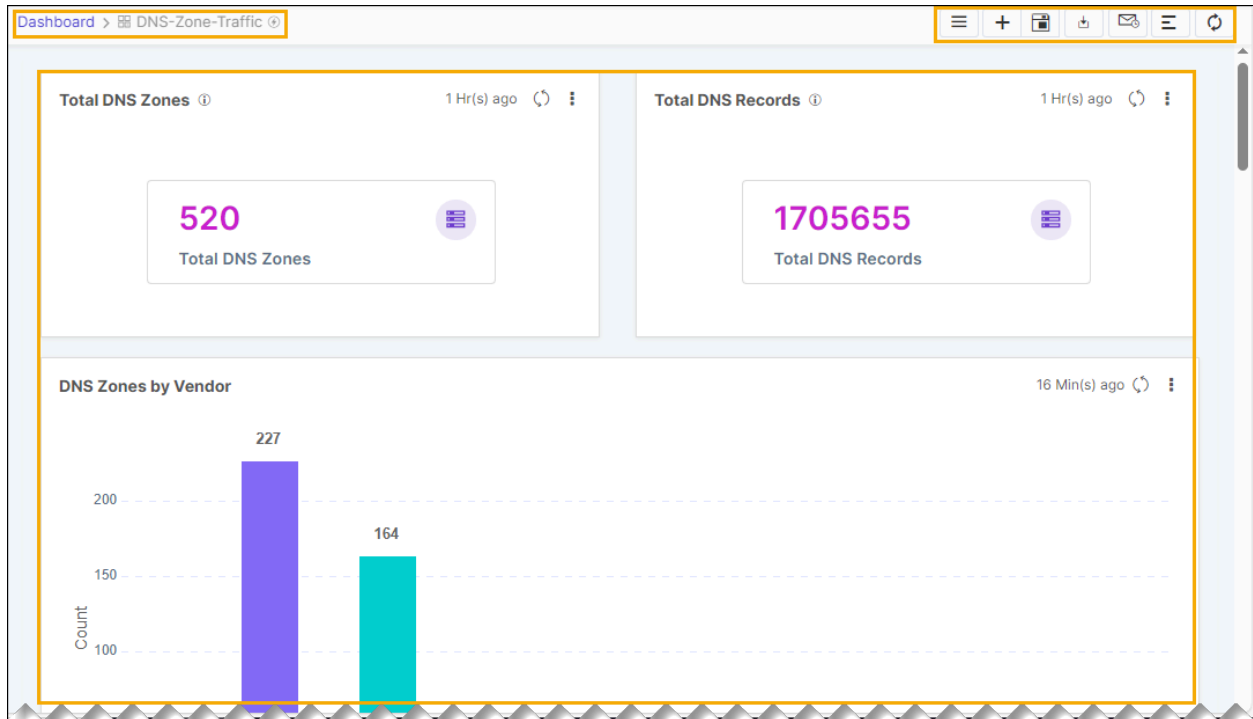 Dashboard > DNS-Zone-Traffic
Total DNS Zones
1 Hr(s) ago
520
Total DNS Zones
Total DNS Records
1 Hr(s) ago
1705655
Total DNS Records
DNS Zones by Vendor
16 Min(s) ago
227
164
200
150
100
Count